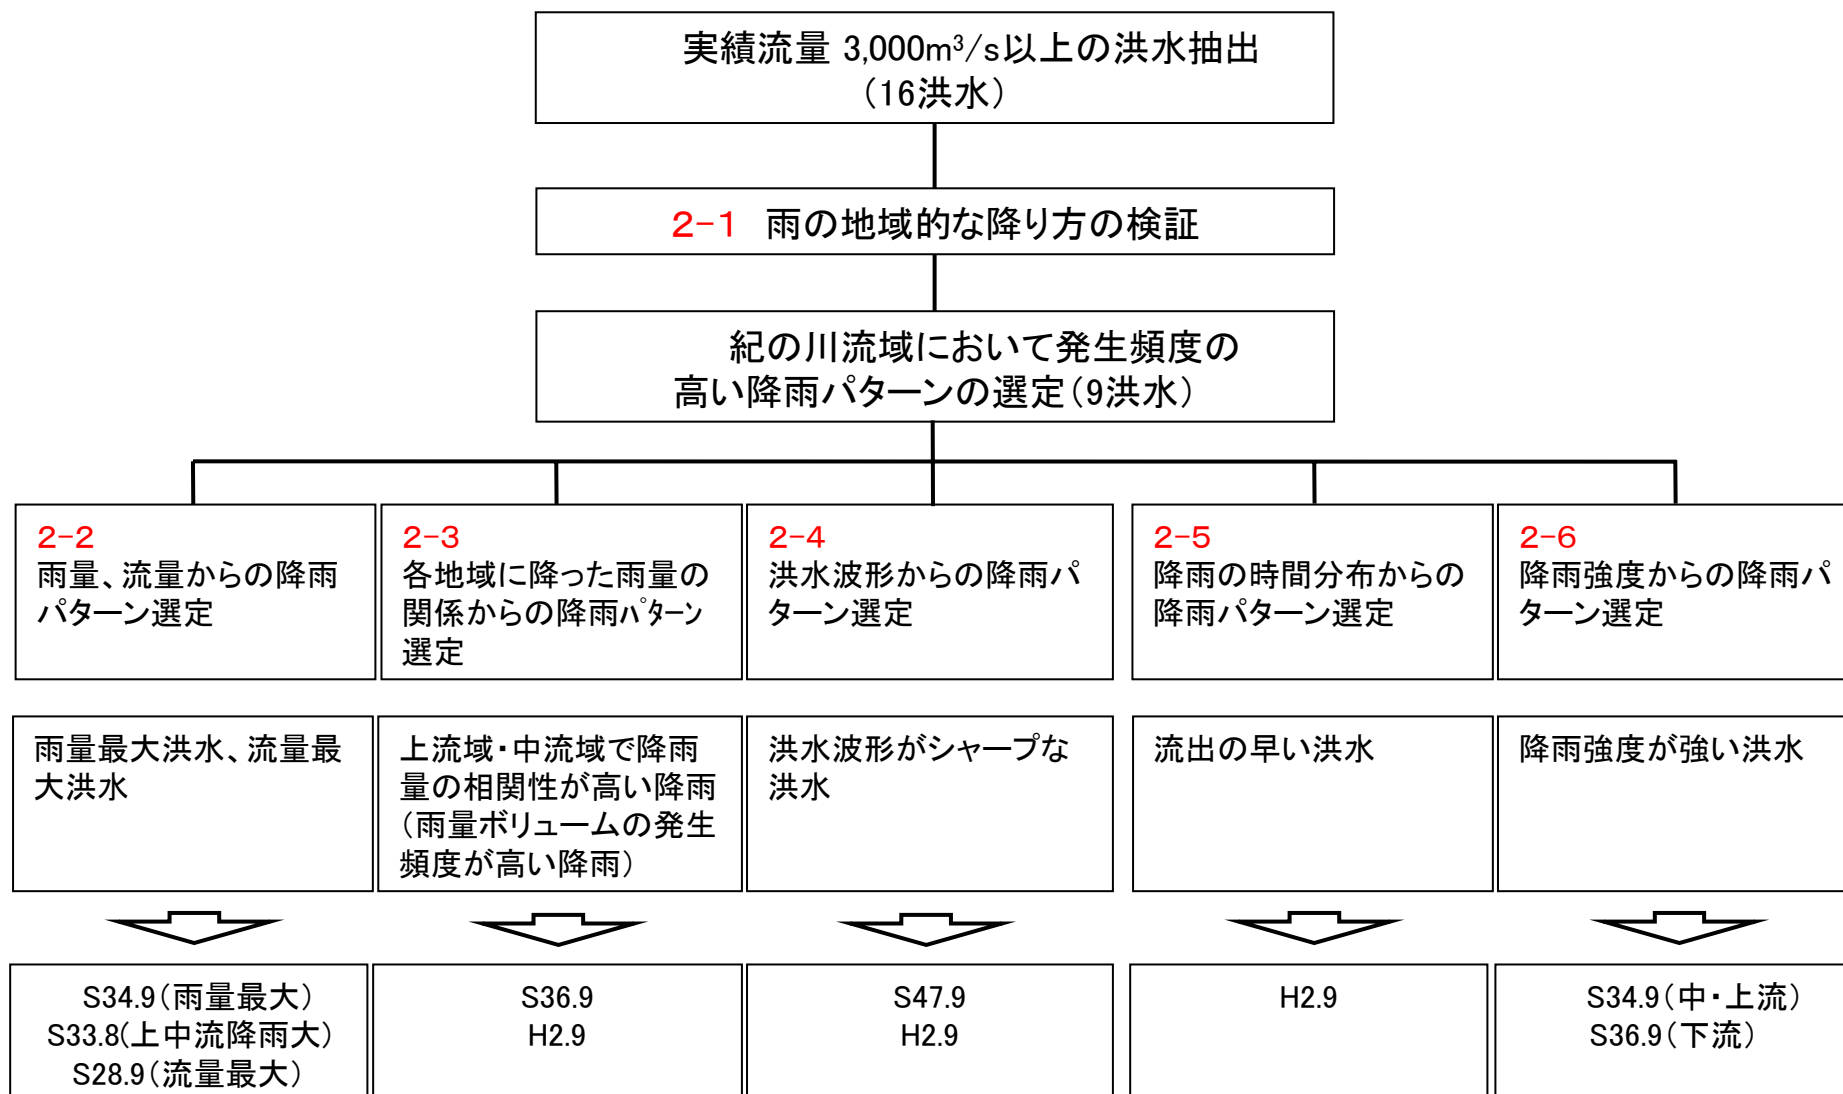 実績流量 3,000m³/s以上の洪水抽出
（16洪水）
2-1 雨の地域的な降り方の検証
紀の川流域において発生頻度の
高い降雨パターンの選定（9洪水）
2-2
雨量、流量からの降雨
パターン選定
2-3
各地域に降った雨量の
関係からの降雨ﾊﾟﾀｰﾝ
選定
2-4
洪水波形からの降雨パ
ターン選定
2-5
降雨の時間分布からの
降雨パターン選定
2-6
降雨強度からの降雨パ
ターン選定
雨量最大洪水、流量最
大洪水
上流域・中流域で降雨
量の相関性が高い降雨
（雨量ボリュームの発生
頻度が高い降雨）
洪水波形がシャープな
洪水
流出の早い洪水
降雨強度が強い洪水
S34.9（雨量最大）
S33.8(上中流降雨大）
S28.9（流量最大）
S36.9
H2.9
S47.9
H2.9
H2.9
S34.9（中・上流）
S36.9（下流）